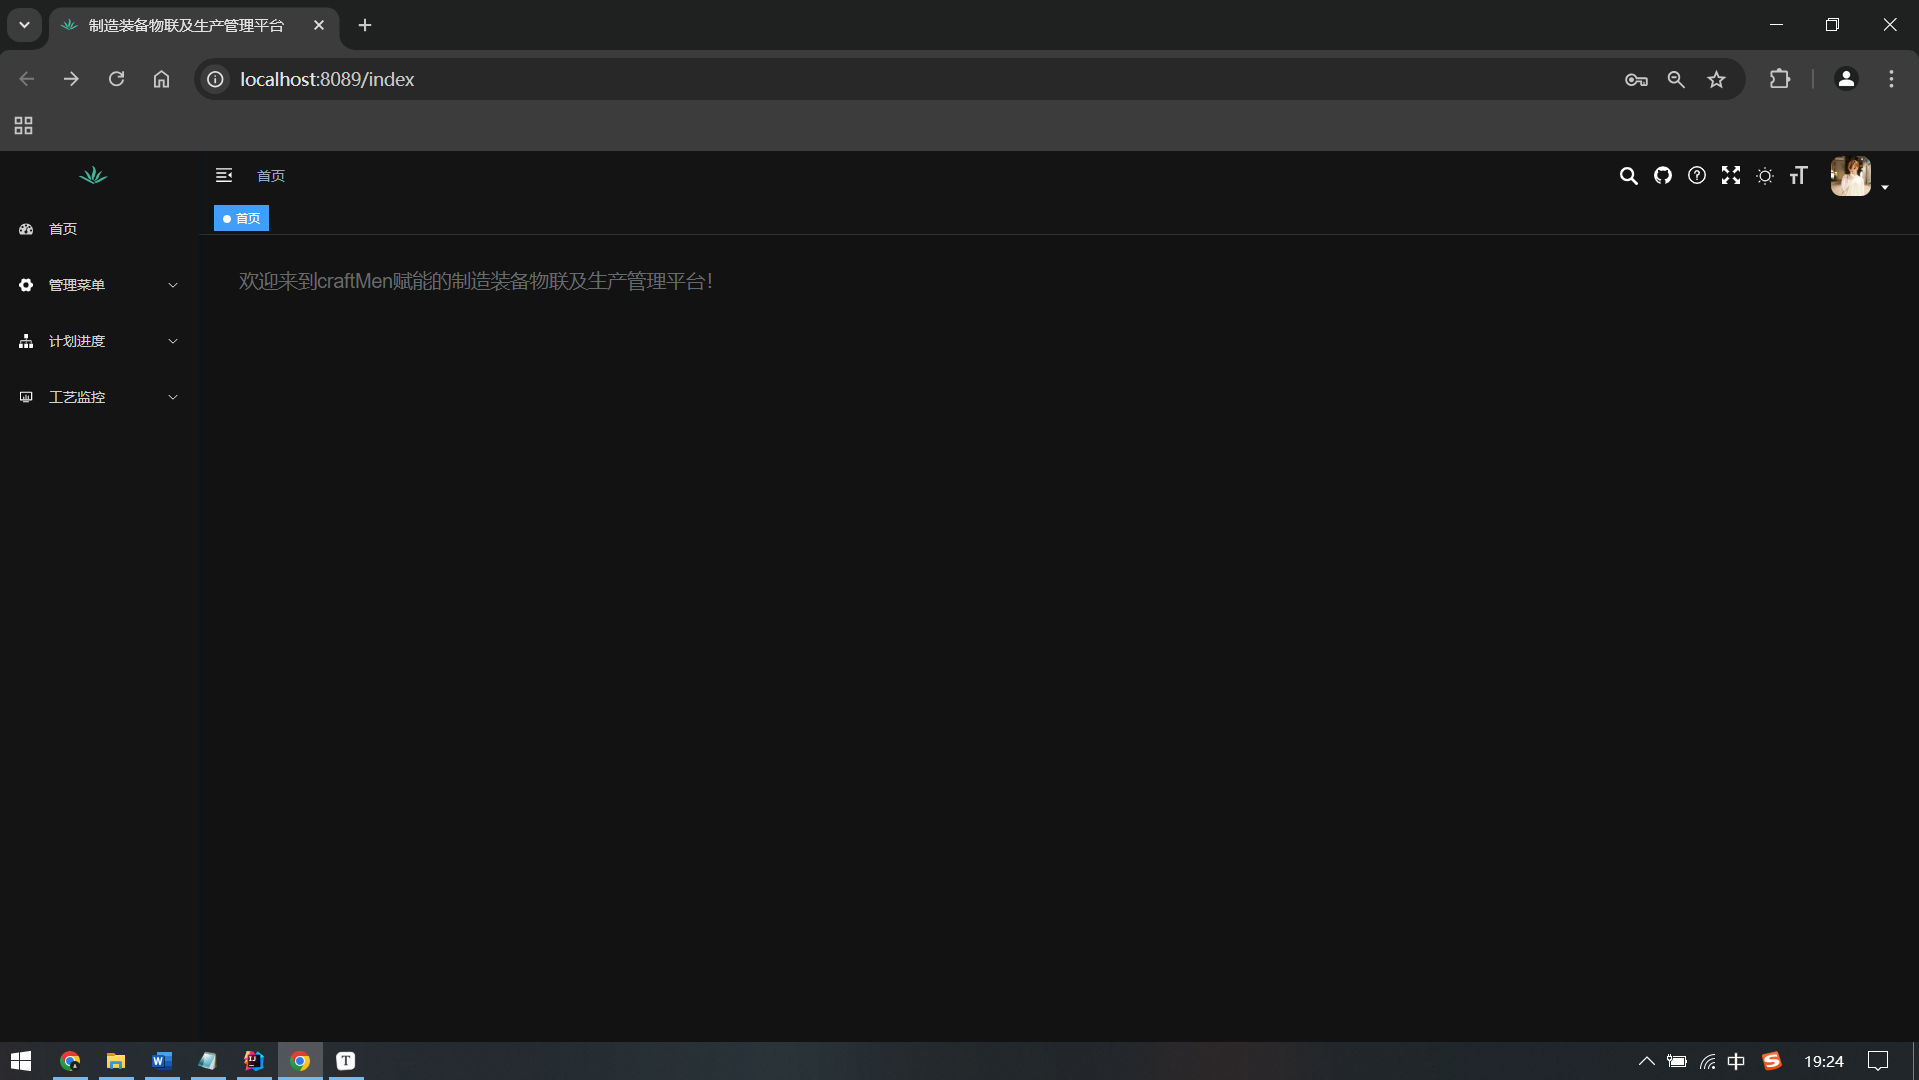 制造装备物联及生产管理平台
localhost:8089/index
首页
首页
首页
管理菜单
计划进度
工艺监控
欢迎来到craftMen赋能的制造装备物联及生产管理平台!
中
19:24